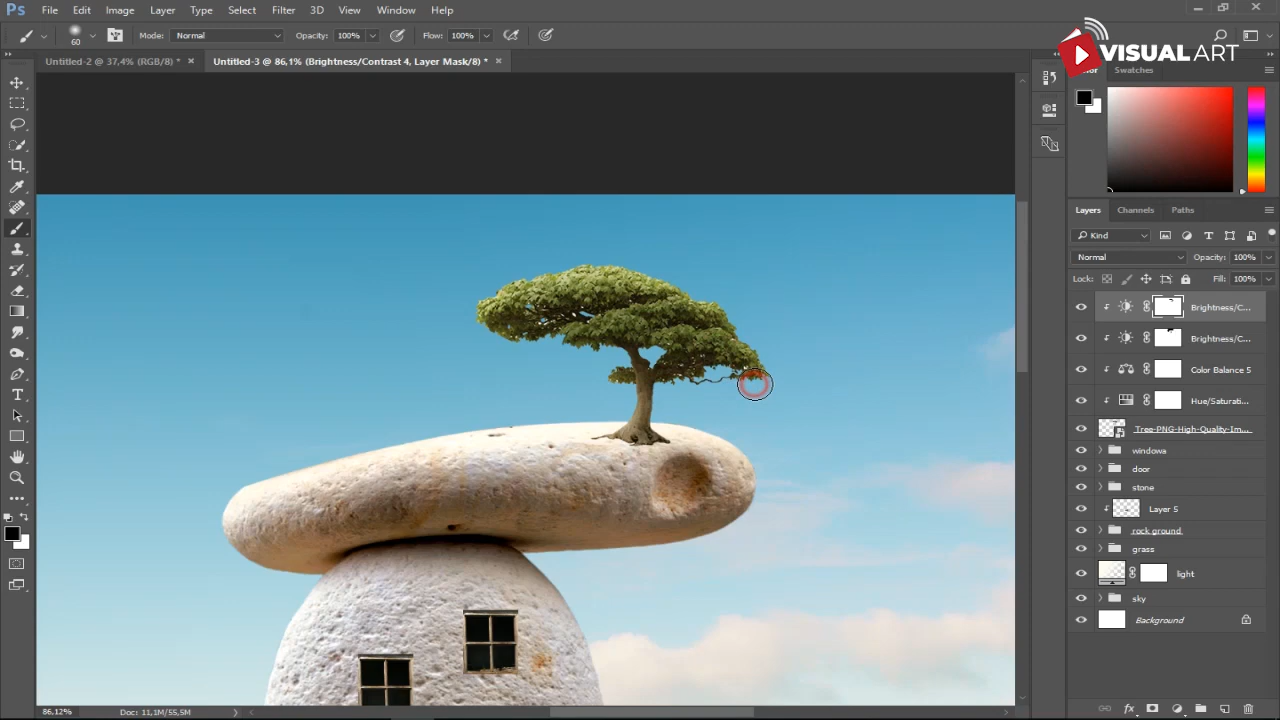 Ps File Edit Image Layer Type Select Filter 3D View Window Help
60 Mode: Normal Opacity: 100% Flow: 100%
VISUAL ART
Untitled-2 @ 37,4% (RGB/8) * × Untitled-3 @ 86,1% (Brightness/Contrast 4, Layer Mask/8) * ×
Swatches
Layers Channels Paths
Kind
Normal Opacity: 100%
Lock: Fill: 100%
Brightness/C...
Brightness/C...
Color Balance 5
Hue/Saturati...
Tree-PNG-High-Quality-Im...
windowa
door
stone
Layer 5
rock ground
grass
light
sky
Background
86,12% Doc: 11,1M/55,5M